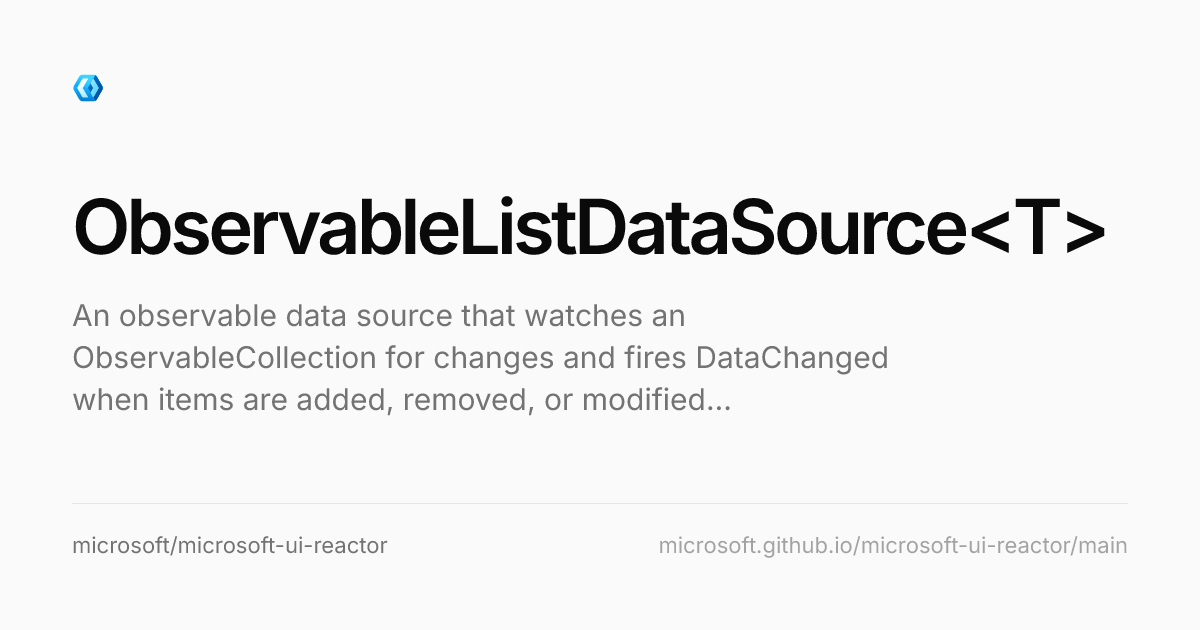 ObservableListDataSource<T>
An observable data source that watches an
ObservableCollection for changes and fires DataChanged
when items are added, removed, or modified...
microsoft/microsoft-ui-reactor
microsoft.github.io/microsoft-ui-reactor/main